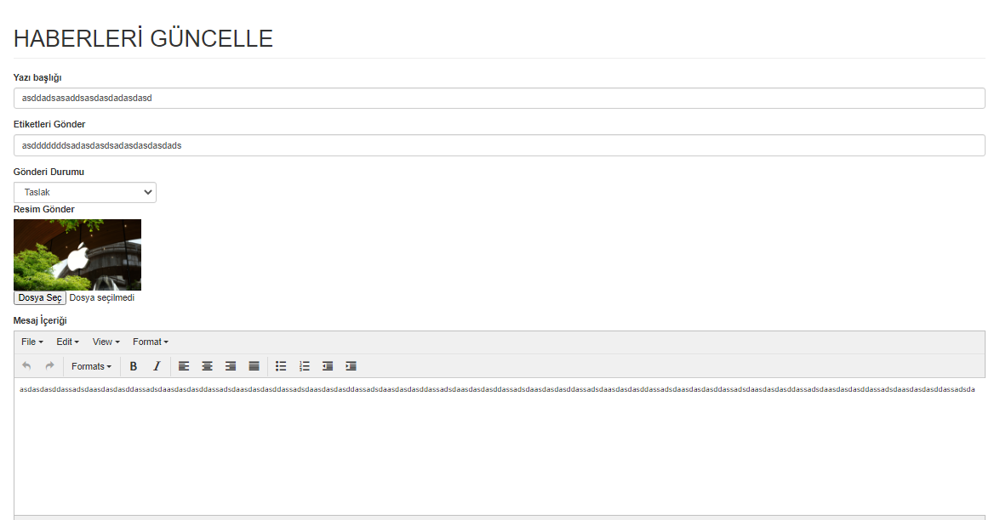 HABERLERİ GÜNCELLE
Yazı başlığı
asddadsasaddsasdasdadasdasd
Etiketleri Gönder
asdddddddsadasdasdsadasdasdasdads
Gönderi Durumu
Taslak
Resim Gönder
Dosya Seç Dosya seçilmedi
Mesaj İçeriği
File Edit View Format
Formats B I